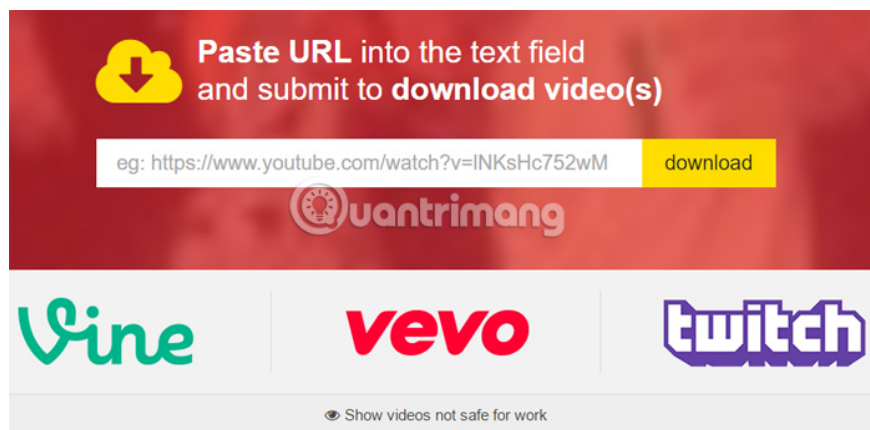 Paste URL into the text field
and submit to download video(s)
eg: https://www.youtube.com/watch?v=lNKsHc752wM
download
Quantrimang
Vine
vevo
twitch
Show videos not safe for work